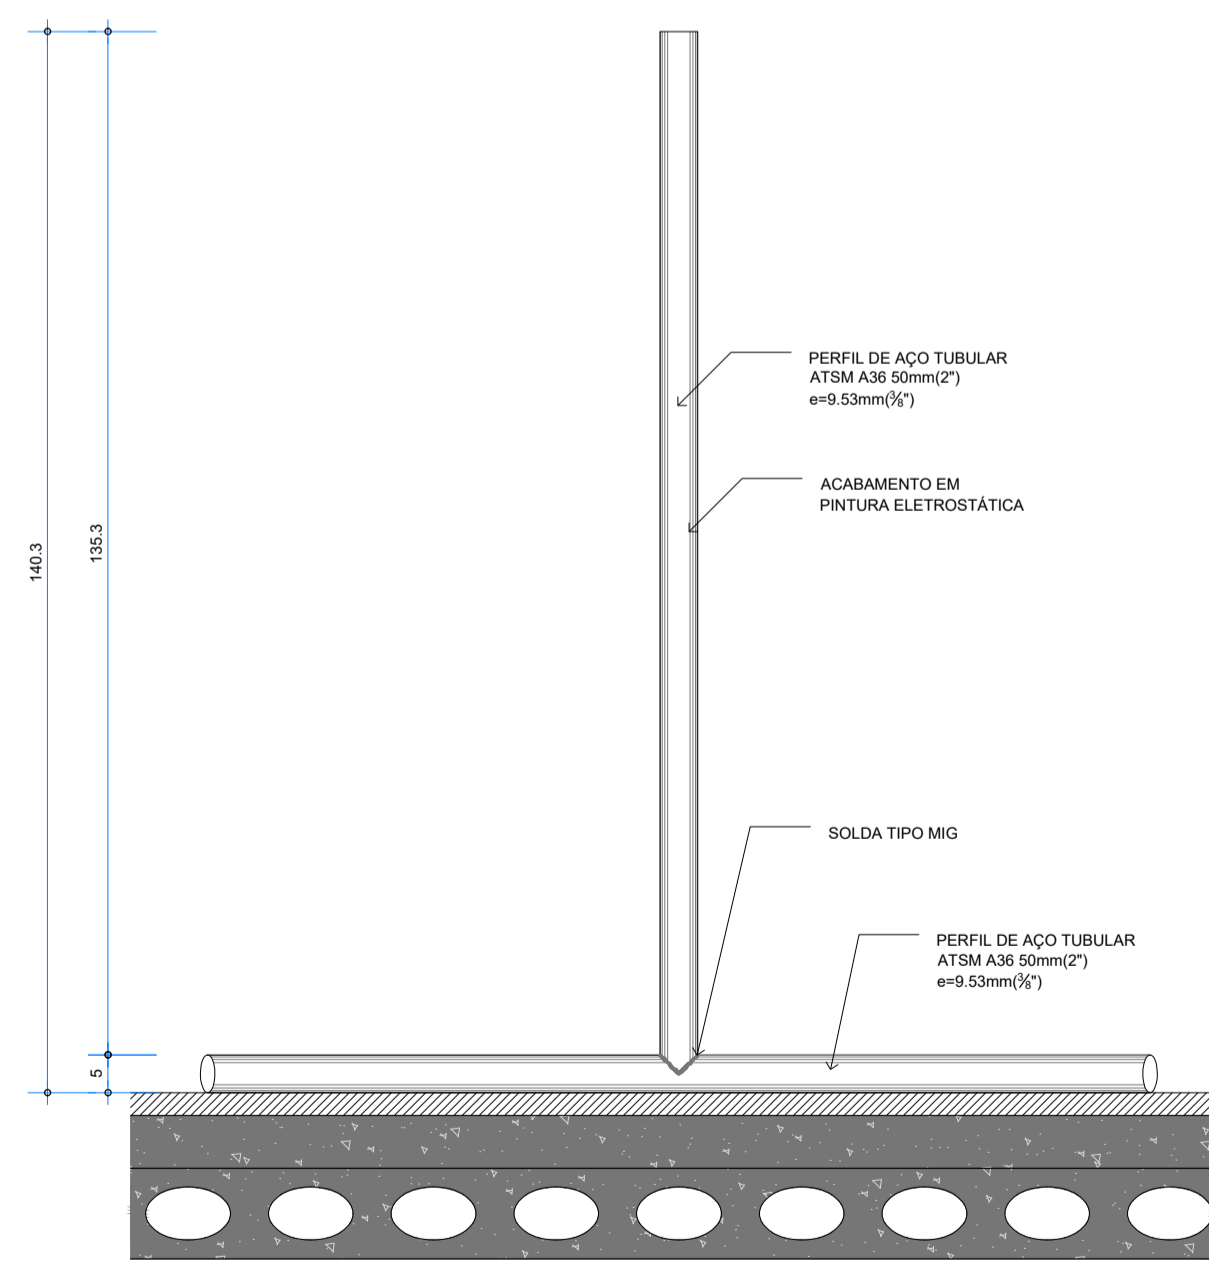 PERFIL DE AÇO TUBULAR
ATSM A36 50mm(2")
e=9.53mm(⅜")
ACABAMENTO EM
PINTURA ELETROSTÁTICA
140.3
135.3
SOLDA TIPO MIG
PERFIL DE AÇO TUBULAR
ATSM A36 50mm(2")
e=9.53mm(⅜")
5